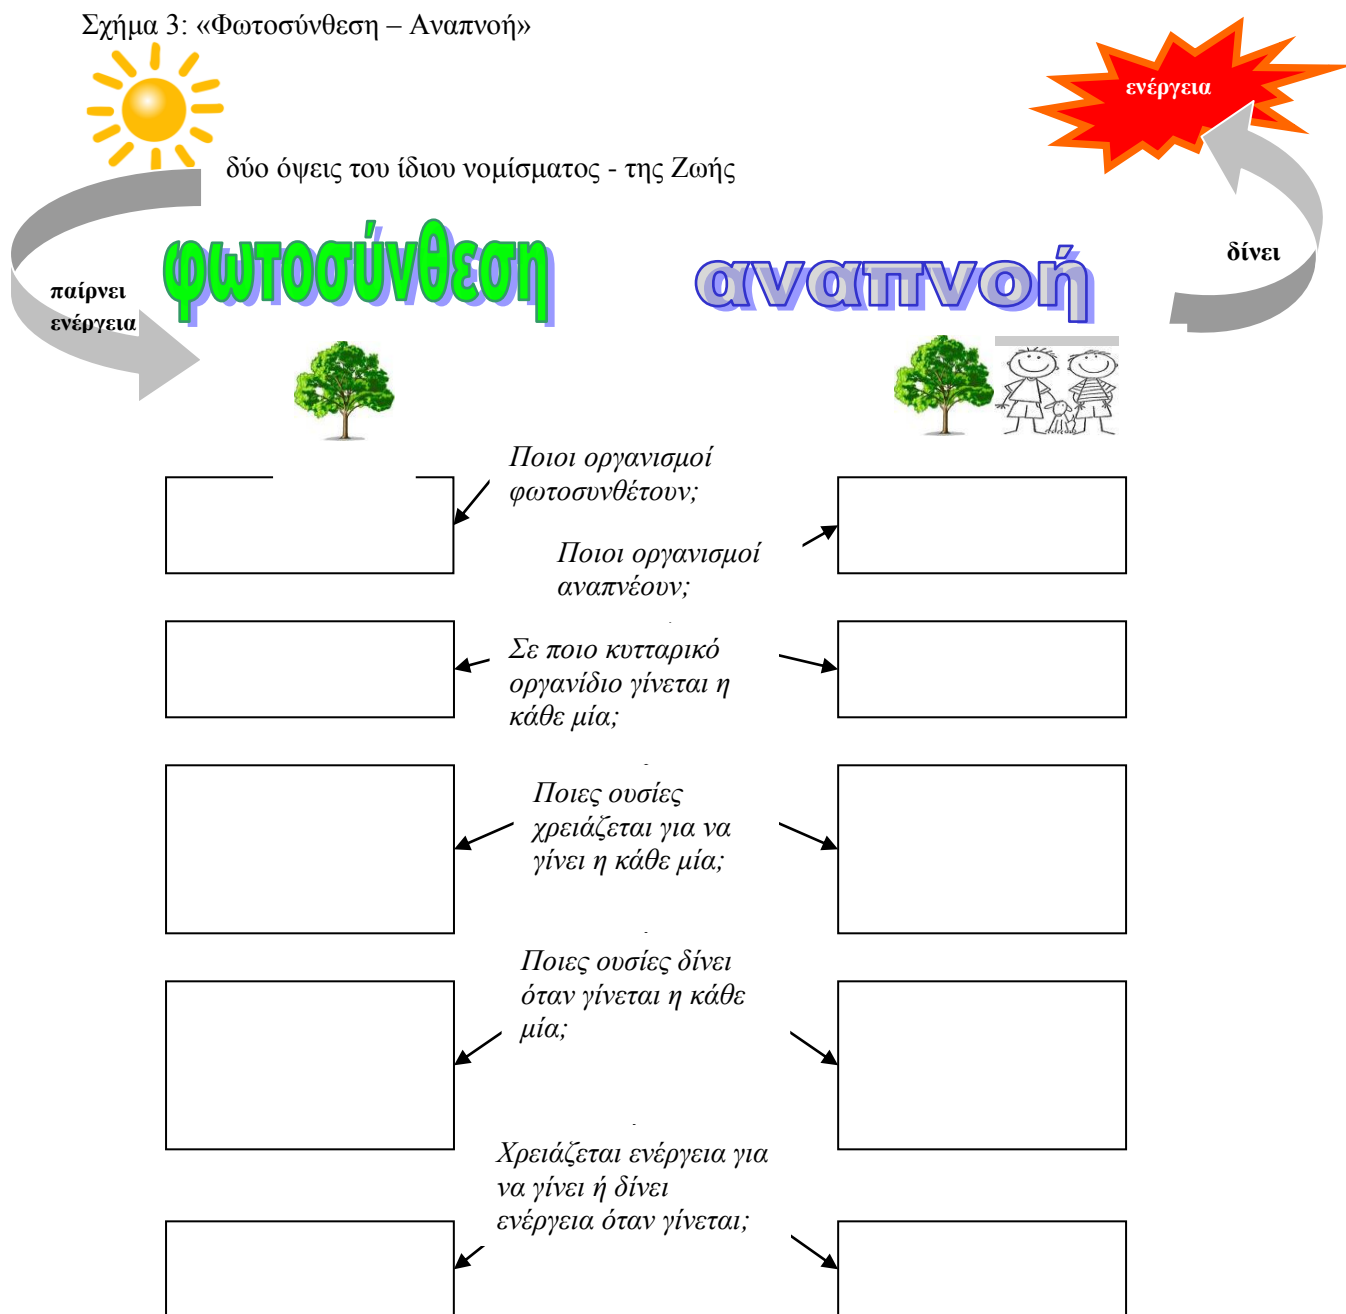 Σχήμα 3: «Φωτοσύνθεση – Αναπνοή»
ενέργεια
δύο όψεις του ίδιου νομίσματος - της Ζωής
φωτοσύνθεση
αναπνοή
δίνει
παίρνει
ενέργεια
Ποιοι οργανισμοί
φωτοσυνθέτουν;
Ποιοι οργανισμοί
αναπνέουν;
Σε ποιο κυτταρικό
οργανίδιο γίνεται η
κάθε μία;
Ποιες ουσίες
χρειάζεται για να
γίνει η κάθε μία;
Ποιες ουσίες δίνει
όταν γίνεται η κάθε
μία;
Χρειάζεται ενέργεια για
να γίνει ή δίνει
ενέργεια όταν γίνεται;